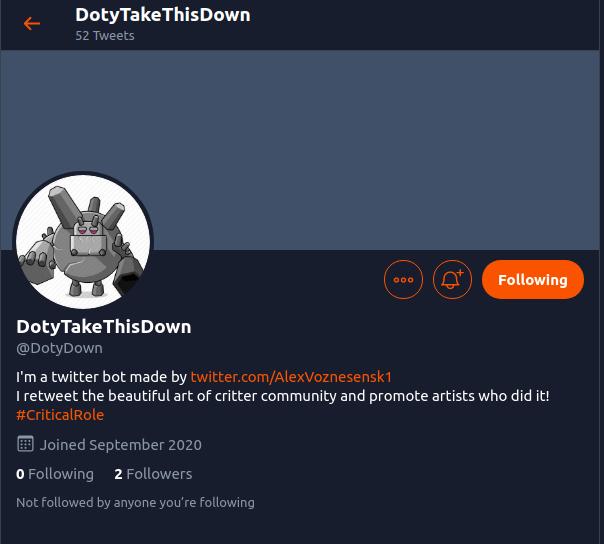 DotyTakeThisDown
52 Tweets
Following
DotyTakeThisDown
@DotyDown
I'm a twitter bot made by twitter.com/AlexVoznesensk1
I retweet the beautiful art of critter community and promote artists who did it!
#CriticalRole
Joined September 2020
0 Following 2 Followers
Not followed by anyone you're following